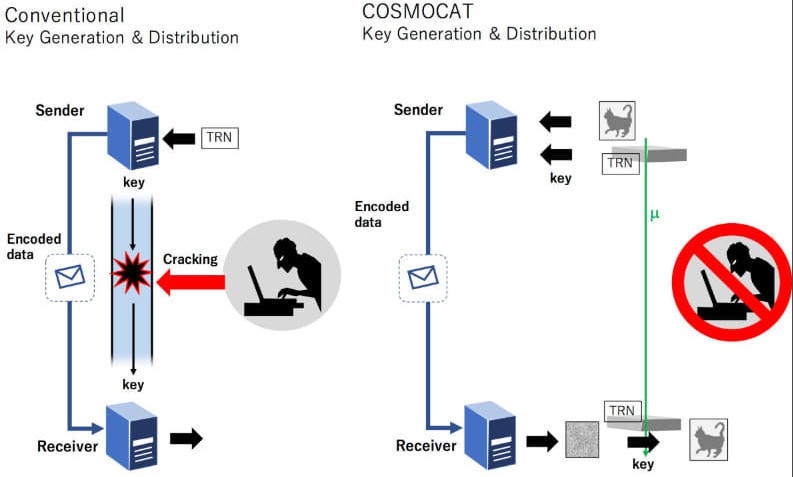 Conventional
Key Generation & Distribution
Sender
TRN
key
Encoded
data
Cracking
key
Receiver
COSMOCAT
Key Generation & Distribution
Sender
TRN
key
μ
Encoded
data
TRN
Receiver
key